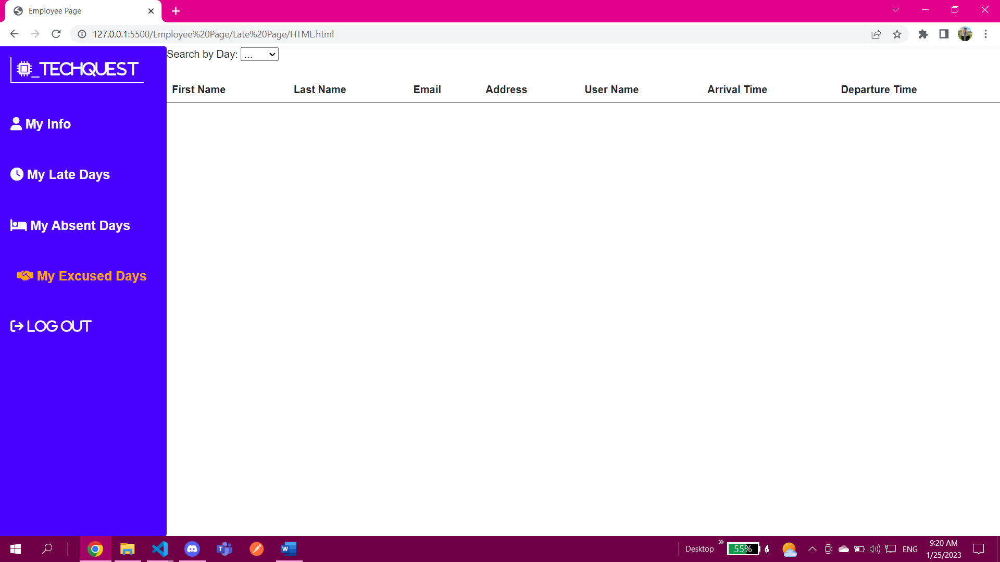 Employee Page
127.0.0.1:5500/Employee%20Page/Late%20Page/HTML.html
_TECHQUEST
Search by Day: ...
First Name Last Name Email Address User Name Arrival Time Departure Time
My Info
My Late Days
My Absent Days
My Excused Days
LOG OUT
Desktop
55%
ENG
9:20 AM
1/25/2023